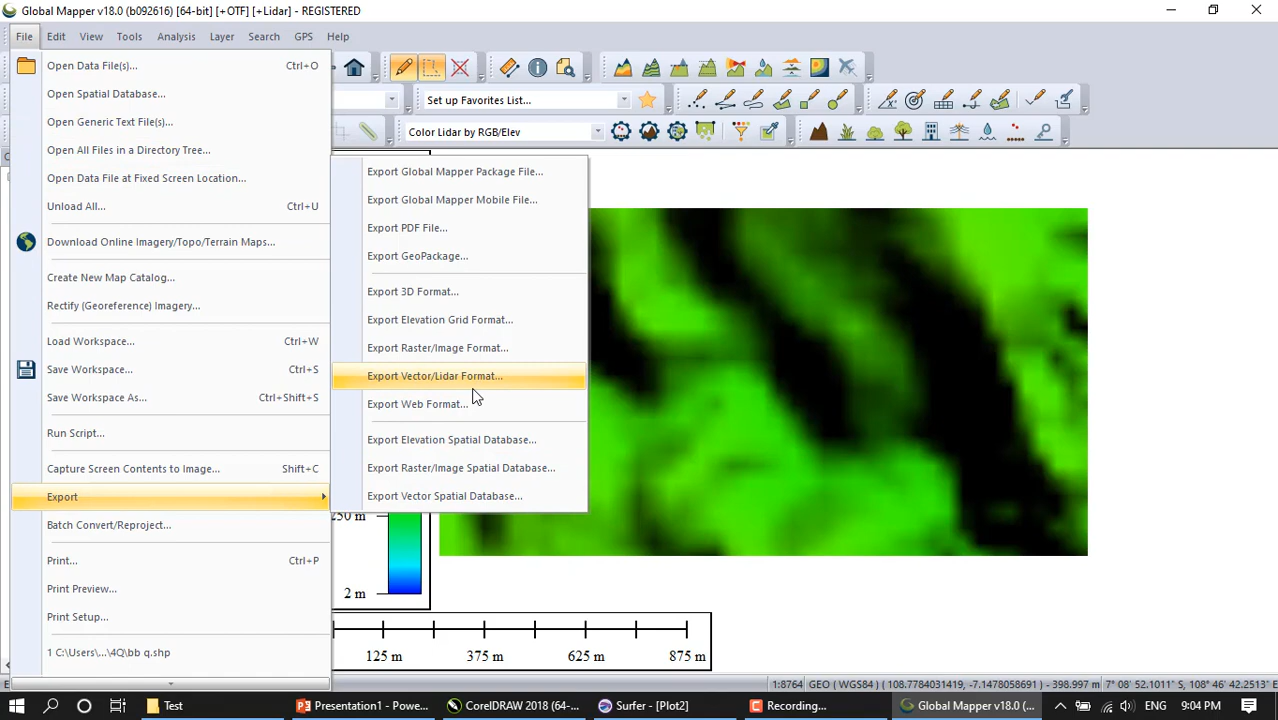 Global Mapper v18.0 (b092616) [64-bit] [+OTF] [+Lidar] - REGISTERED
File Edit View Tools Analysis Layer Search GPS Help
Open Data File(s)... Ctrl+O
Open Spatial Database...
Set up Favorites List...
Open Generic Text File(s)...
Color Lidar by RGB/Elev
Open All Files in a Directory Tree...
Open Data File at Fixed Screen Location...
Unload All... Ctrl+U
Download Online Imagery/Topo/Terrain Maps...
Create New Map Catalog...
Rectify (Georeference) Imagery...
Load Workspace... Ctrl+W
Save Workspace... Ctrl+S
Save Workspace As... Ctrl+Shift+S
Run Script...
Capture Screen Contents to Image... Shift+C
Export
Batch Convert/Reproject...
Print... Ctrl+P
Print Preview...
Print Setup...
1 C:\Users\...\4Q\bb q.shp
Export Global Mapper Package File...
Export Global Mapper Mobile File...
Export PDF File...
Export GeoPackage...
Export 3D Format...
Export Elevation Grid Format...
Export Raster/Image Format...
Export Vector/Lidar Format...
Export Web Format...
Export Elevation Spatial Database...
Export Raster/Image Spatial Database...
Export Vector Spatial Database...
2 m
125 m 375 m 625 m 875 m
1:8764 GEO (WGS84) ( 108.7784031419, -7.1478058691 ) - 398.997 m 7° 08' 52.1011" S, 108° 46' 42.2513" E
Test Presentation1 - Powe... CorelDRAW 2018 (64-... Surfer - [Plot2] Recording... Global Mapper v18.0 (... 9:04 PM